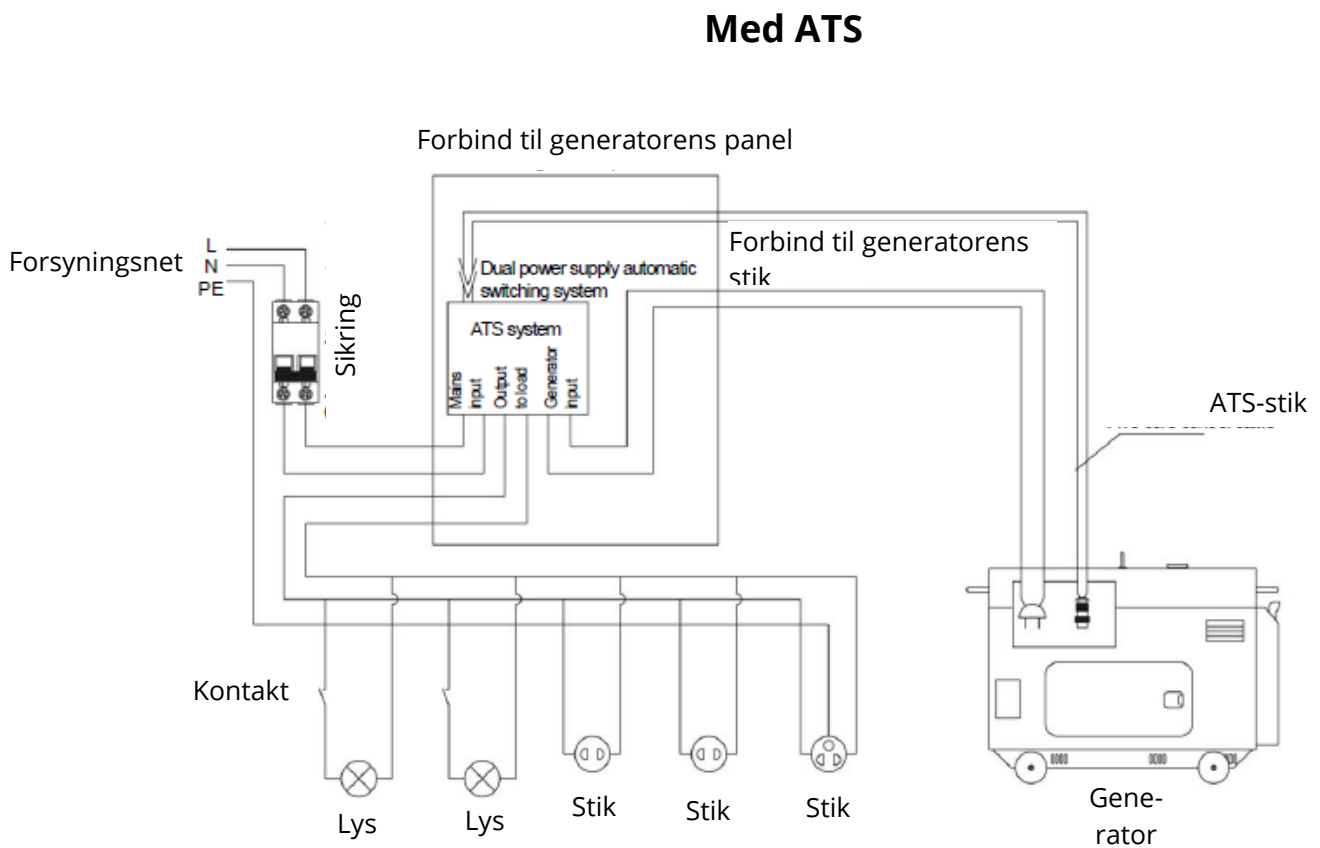 Med ATS
Forbind til generatorens panel
Forsyningsnet
L
N
PE
Sikring
Dual power supply automatic
switching system
Forbind til generatorens
stik
ATS system
Mains
input
Output
to load
Generator
input
ATS-stik
Kontakt
Lys
Lys
Stik
Stik
Stik
Gene-
rator